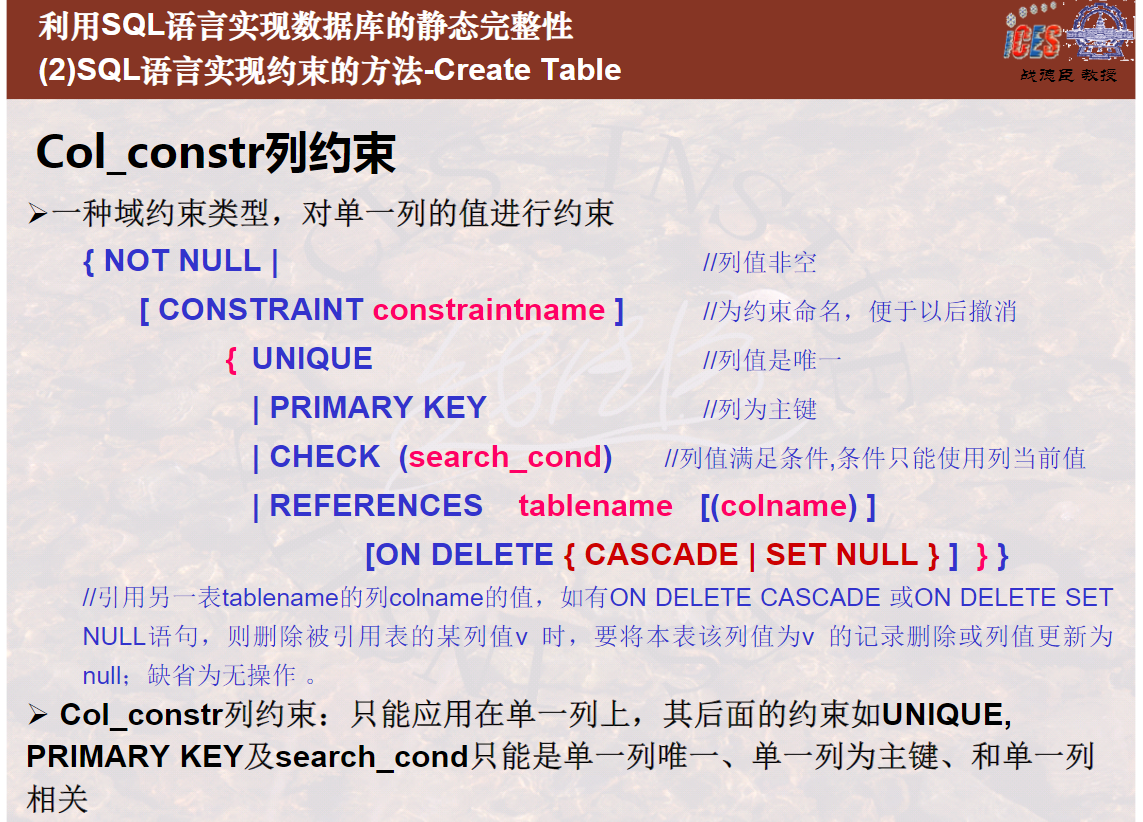 利用SQL语言实现数据库的静态完整性
(2)SQL语言实现约束的方法-Create Table
iCES
战德臣 教授
Col_constr列约束
➢一种域约束类型，对单一列的值进行约束
{ NOT NULL | //列值非空
[ CONSTRAINT constraintname ] //为约束命名，便于以后撤消
{ UNIQUE //列值是唯一
| PRIMARY KEY //列为主键
| CHECK (search_cond) //列值满足条件,条件只能使用列当前值
| REFERENCES tablename [(colname) ]
[ON DELETE { CASCADE | SET NULL } ] } }
//引用另一表tablename的列colname的值，如有ON DELETE CASCADE 或ON DELETE SET
NULL语句，则删除被引用表的某列值v 时，要将本表该列值为v 的记录删除或列值更新为
null；缺省为无操作 。
➢ Col_constr列约束：只能应用在单一列上，其后面的约束如UNIQUE,
PRIMARY KEY及search_cond只能是单一列唯一、单一列为主键、和单一列
相关